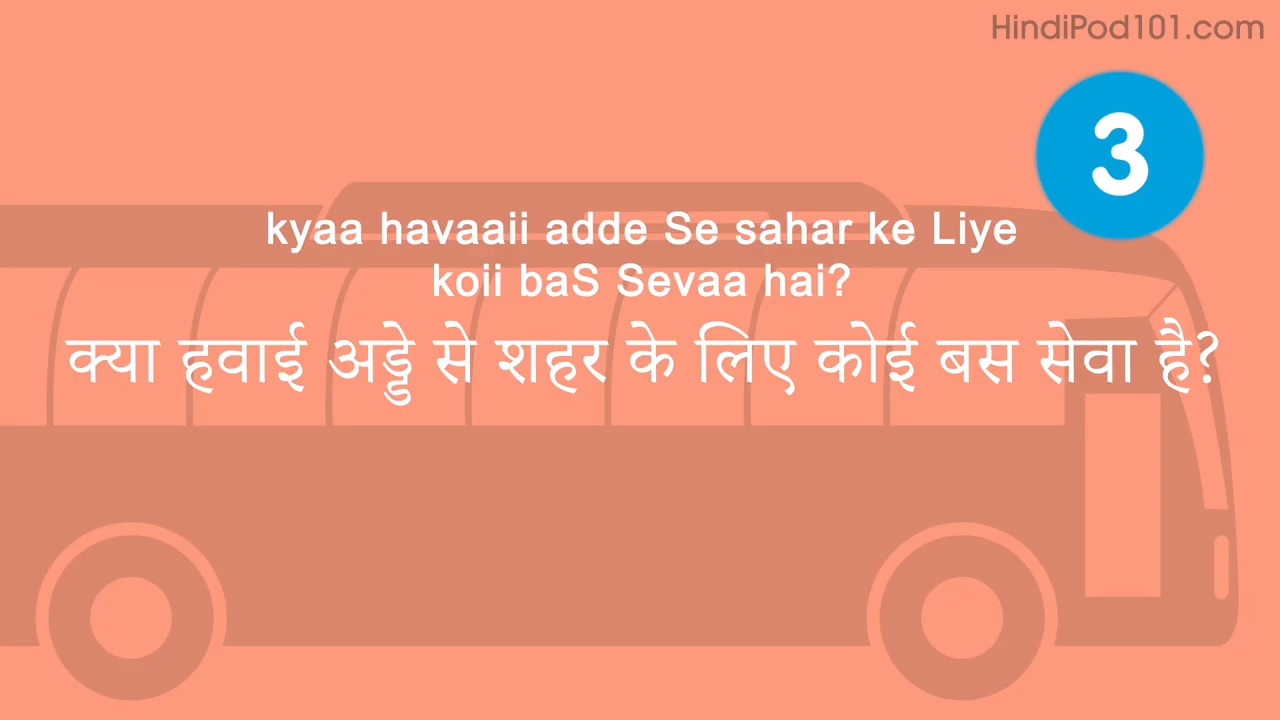 HindiPod101.com
3
kyaa havaaii adde Se sahar ke Liye
koii baS Sevaa hai?
क्या हवाई अड्डे से शहर के लिए कोई बस सेवा है?